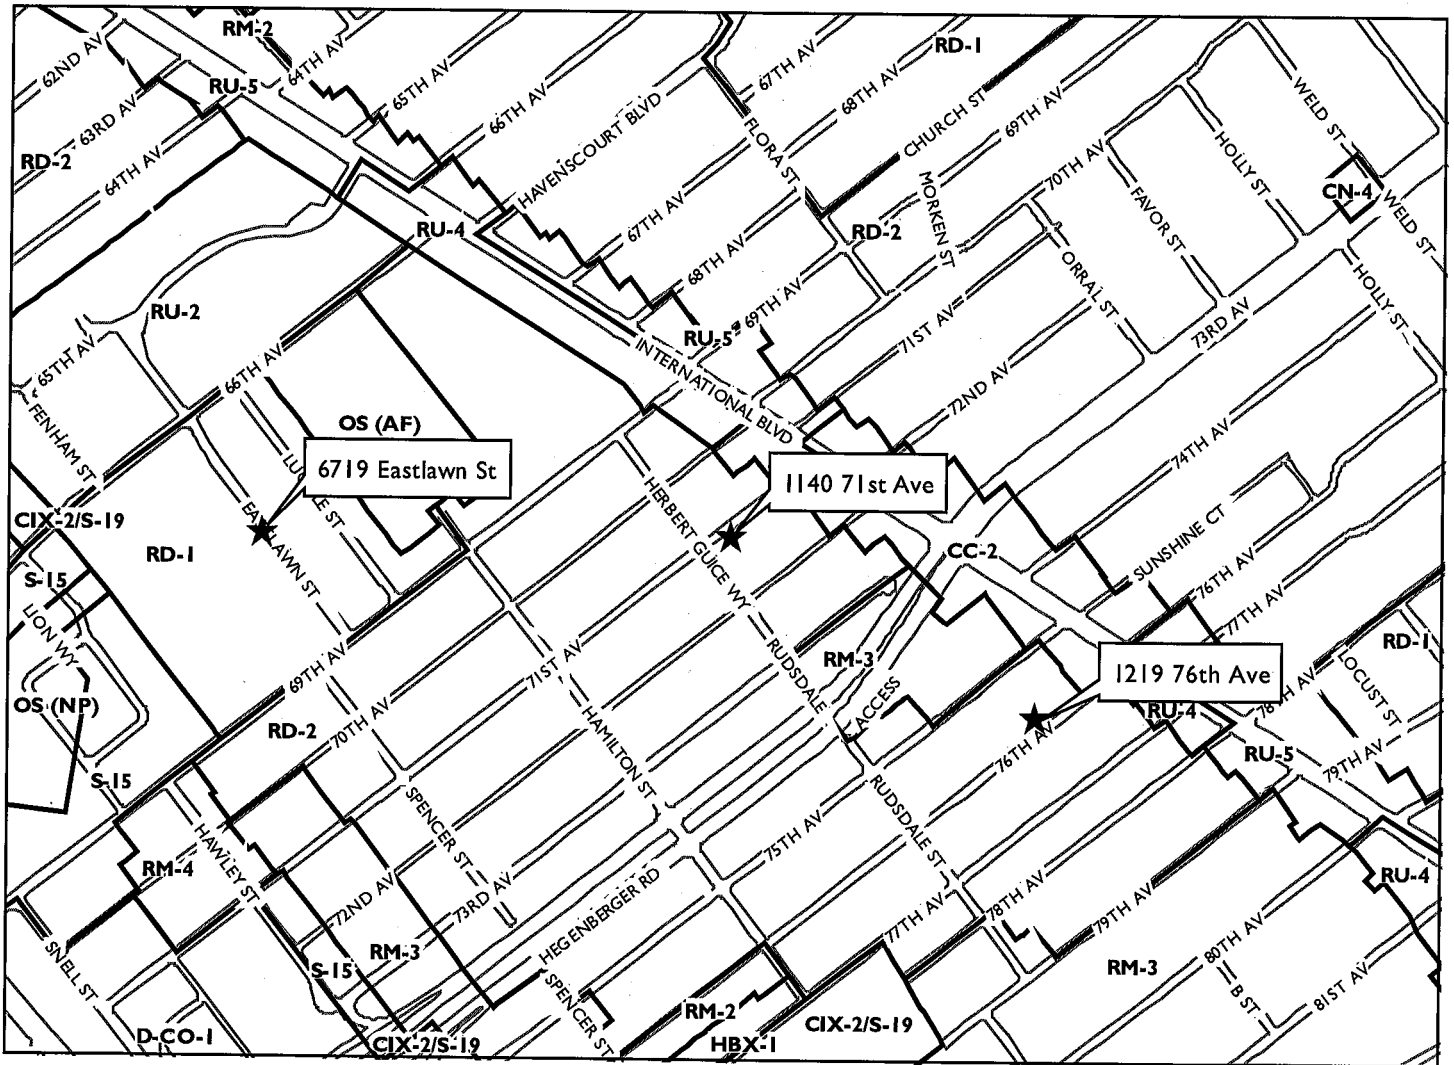 RM-2
62ND AV
64TH AV
RD-1
RU-5
65TH AV
67TH AV
66TH AV
68TH AV
WELD ST
63RD AV
HAVENSCOURT BLVD
FLORA ST
CHURCH ST
69TH AV
RD-2
64TH AV
HOLLY ST
70TH AV
MORKEN ST
FAVOR ST
CN-4
WELD ST
RU-4
67TH AV
RD-2
68TH AV
ORRAL ST
HOLLY ST
RU-2
69TH AV
RU-5
71ST AV
73RD AV
65TH AV
66TH AV
INTERNATIONAL BLVD
72ND AV
FENHAM ST
OS (AF)
6719 Eastlawn St
1140 71st Ave
74TH AV
HERBERT GUICE WY
CIX-2/S-19
RD-1
EASTLAWN ST
CC-2
SUNSHINE CT
76TH AV
S-15
LION WY
77TH AV
RUDSDALE
RM-3
RD-1
69TH AV
71ST AV
1219 76th Ave
LOCUST ST
ACCESS
OS (NP)
RD-2
70TH AV
HAMILTON ST
RU-4
78TH AV
76TH AV
RU-5
79TH AV
S-15
SPENCER ST
RUDSDALE ST
75TH AV
HAWLEY ST
RM-4
RU-4
72ND AV
73RD AV
HEGENBERGER RD
77TH AV
78TH AV
79TH AV
80TH AV
SNELL ST
RM-3
S-15
RM-3
B ST
81ST AV
SPENCER ST
RM-2
D-CO-1
CIX-2/S-19
HBX-1
CIX-2/S-19